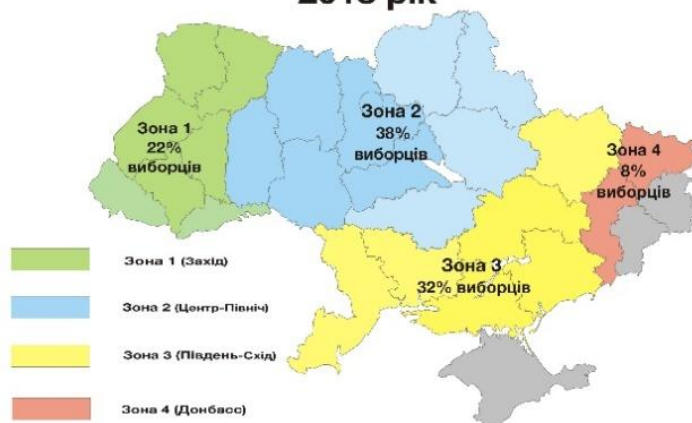 Зона 1
22%
виборців
Зона 2
38%
виборців
Зона 4
8%
виборців
Зона 3
32% виборців
Зона 1 (Захід)
Зона 2 (Центр-Північ)
Зона 3 (Південь-Схід)
Зона 4 (Донбасс)